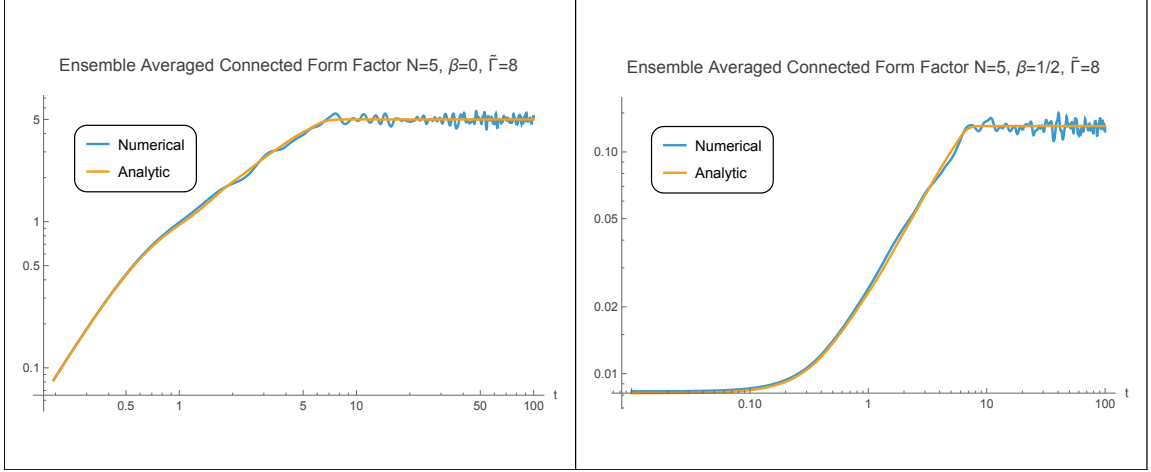 Ensemble Averaged Connected Form Factor N=5, β=0, Γ̃=8
5
1
0.5
0.1
Numerical
Analytic
0.5
1
5
10
50
100
t
Ensemble Averaged Connected Form Factor N=5, β=1/2, Γ̃=8
0.10
0.05
0.02
0.01
Numerical
Analytic
0.10
1
10
100
t